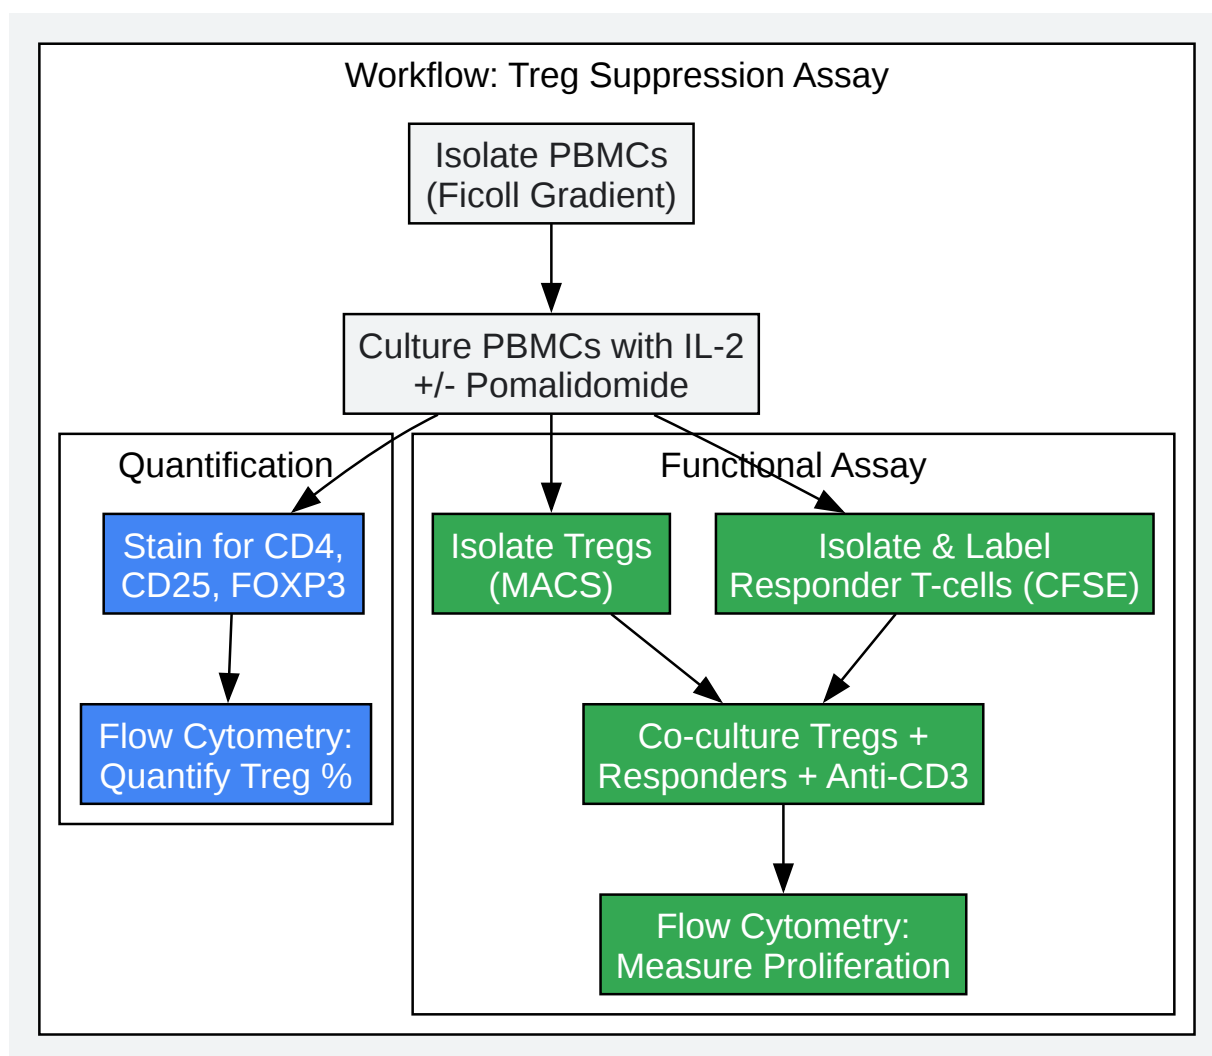 Workflow: Treg Suppression Assay
Isolate PBMCs
(Ficoll Gradient)
Culture PBMCs with IL-2
+/- Pomalidomide
Quantification
Stain for CD4,
CD25, FOXP3
Flow Cytometry:
Quantify Treg %
Functional Assay
Isolate Tregs
(MACS)
Isolate & Label
Responder T-cells (CFSE)
Co-culture Tregs +
Responders + Anti-CD3
Flow Cytometry:
Measure Proliferation